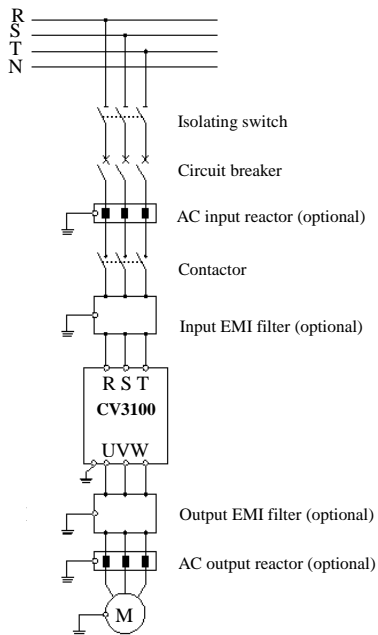 R
S
T
N
Isolating switch
Circuit breaker
AC input reactor (optional)
Contactor
Input EMI filter (optional)
R S T
CV3100
UVW
Output EMI filter (optional)
AC output reactor (optional)
M